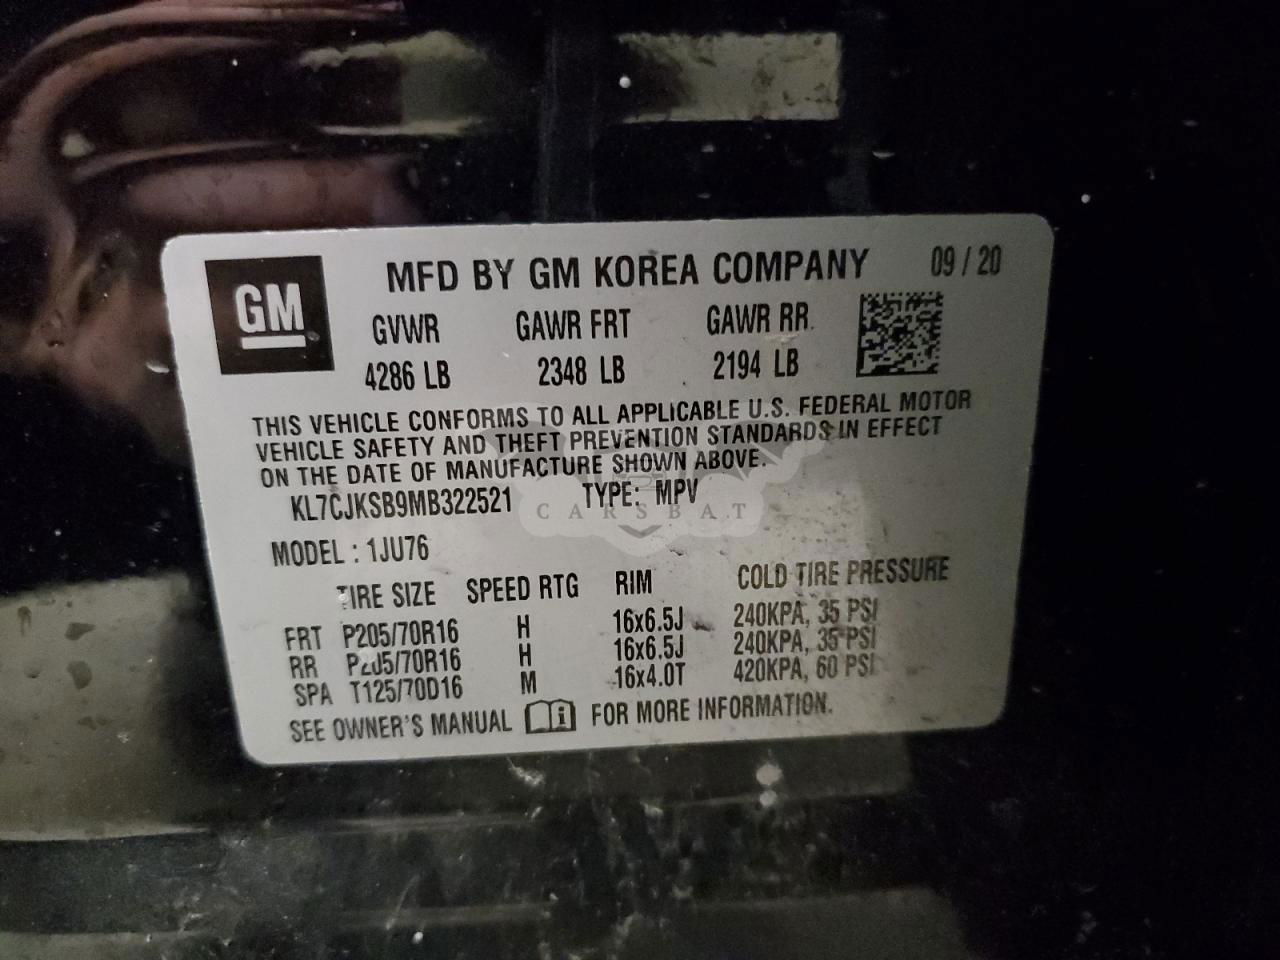 GM
MFD BY GM KOREA COMPANY 09 / 20
GVWR GAWR FRT GAWR RR
4286 LB 2348 LB 2194 LB
THIS VEHICLE CONFORMS TO ALL APPLICABLE U.S. FEDERAL MOTOR
VEHICLE SAFETY AND THEFT PREVENTION STANDARDS IN EFFECT
ON THE DATE OF MANUFACTURE SHOWN ABOVE.
KL7CJKSB9MB322521 TYPE: MPV
CARSBAT
MODEL : 1JU76
TIRE SIZE SPEED RTG RIM COLD TIRE PRESSURE
FRT P205/70R16 H 16x6.5J 240KPA, 35 PSI
RR P205/70R16 H 16x6.5J 240KPA, 35 PSI
SPA T125/70D16 M 16x4.0T 420KPA, 60 PSI
SEE OWNER'S MANUAL i FOR MORE INFORMATION.